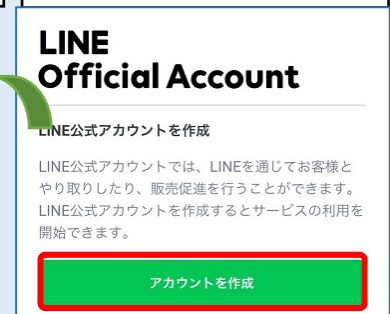 LINE
Official Account
LINE公式アカウントを作成
LINE公式アカウントでは、LINEを通じてお客様と
やり取りしたり、販売促進を行うことができます。
LINE公式アカウントを作成するとサービスの利用を
開始できます。
アカウントを作成